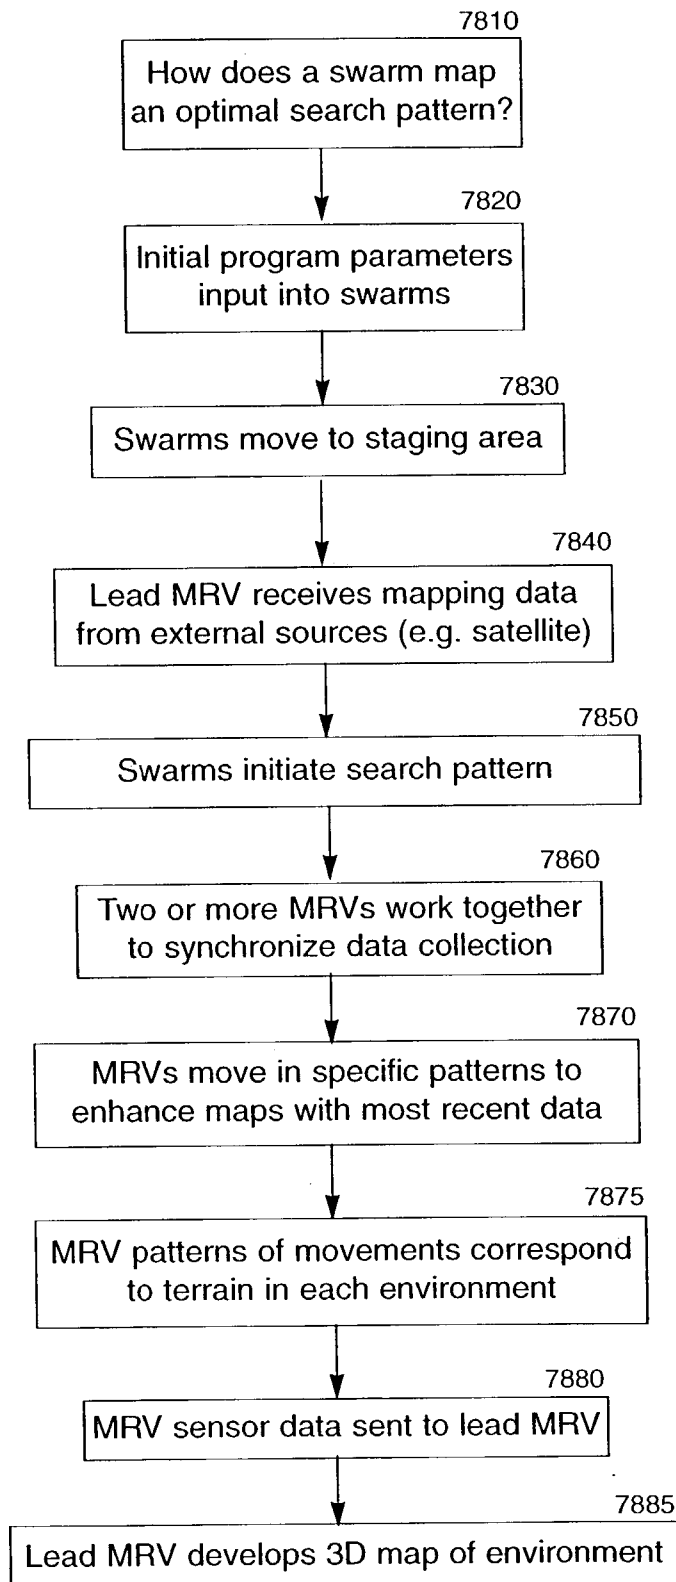 7810
How does a swarm map
an optimal search pattern?
7820
Initial program parameters
input into swarms
7830
Swarms move to staging area
7840
Lead MRV receives mapping data
from external sources (e.g. satellite)
7850
Swarms initiate search pattern
7860
Two or more MRVs work together
to synchronize data collection
7870
MRVs move in specific patterns to
enhance maps with most recent data
7875
MRV patterns of movements correspond
to terrain in each environment
7880
MRV sensor data sent to lead MRV
7885
Lead MRV develops 3D map of environment